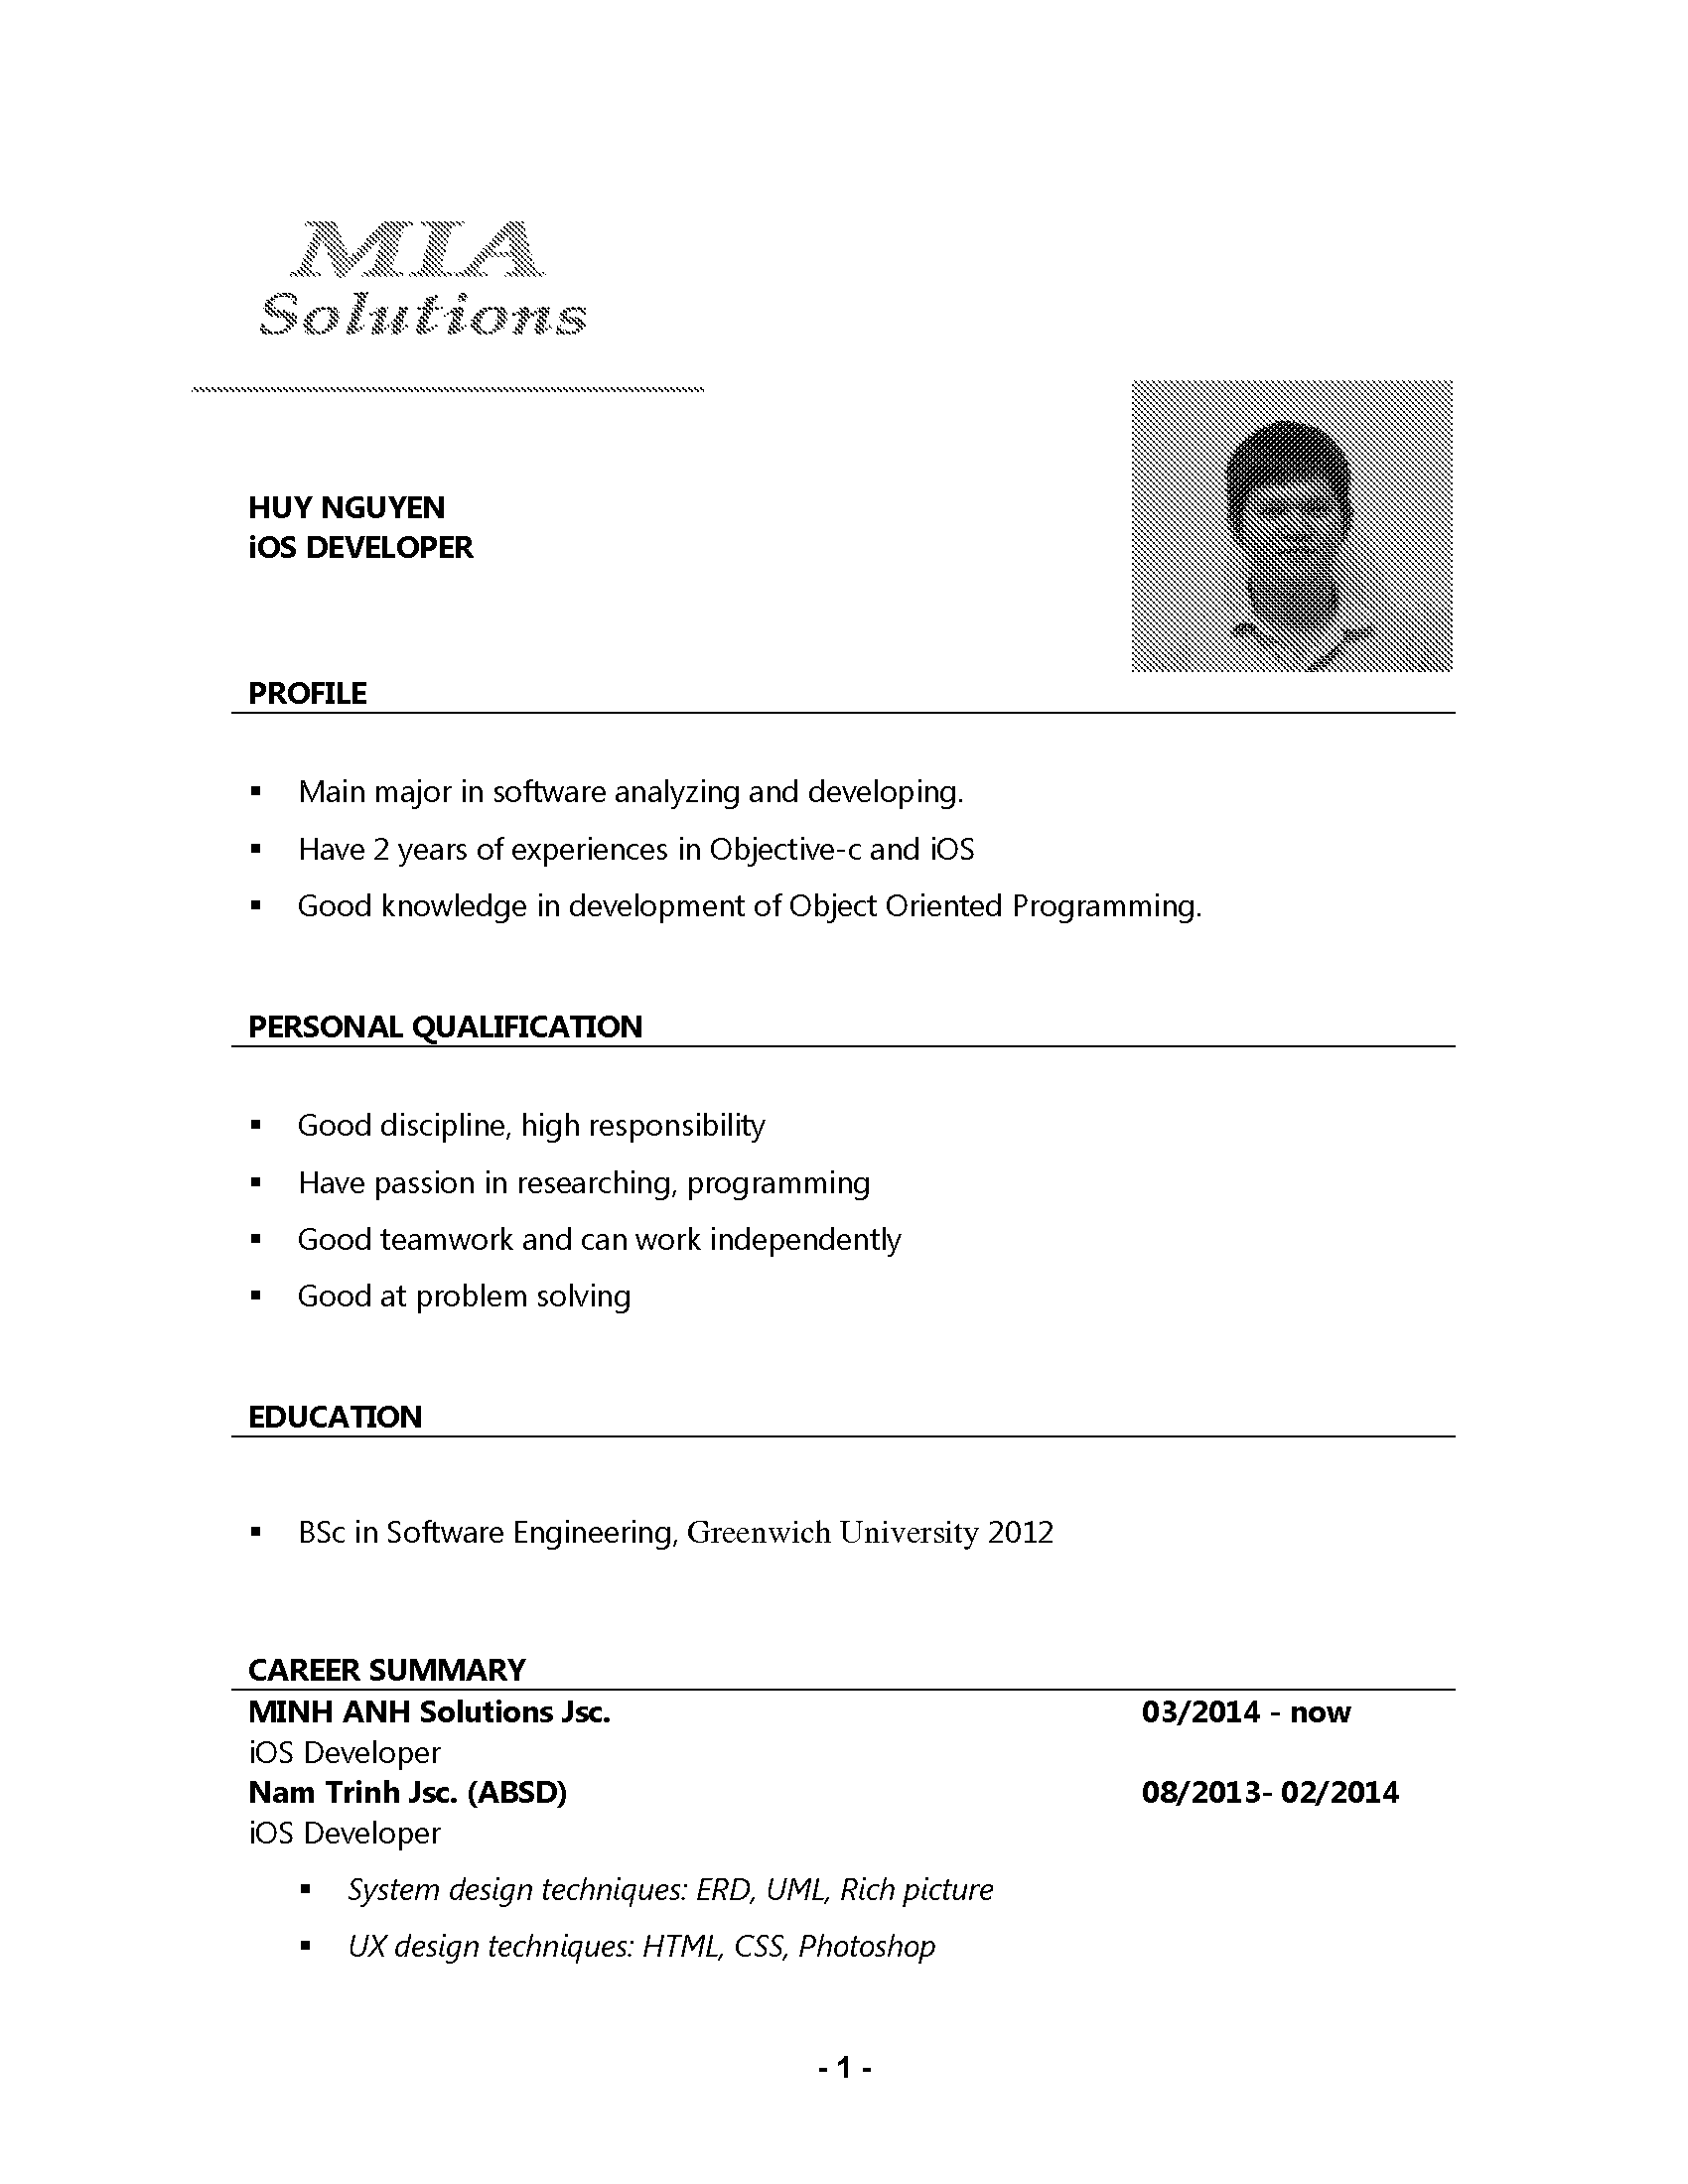 MIA
Solutions
HUY NGUYEN
iOS DEVELOPER
PROFILE
▪ Main major in software analyzing and developing.
▪ Have 2 years of experiences in Objective-c and iOS
▪ Good knowledge in development of Object Oriented Programming.
PERSONAL QUALIFICATION
▪ Good discipline, high responsibility
▪ Have passion in researching, programming
▪ Good teamwork and can work independently
▪ Good at problem solving
EDUCATION
▪ BSc in Software Engineering, Greenwich University 2012
CAREER SUMMARY
MINH ANH Solutions Jsc. 03/2014 - now
iOS Developer
Nam Trinh Jsc. (ABSD) 08/2013- 02/2014
iOS Developer
▪ System design techniques: ERD, UML, Rich picture
▪ UX design techniques: HTML, CSS, Photoshop
- 1 -